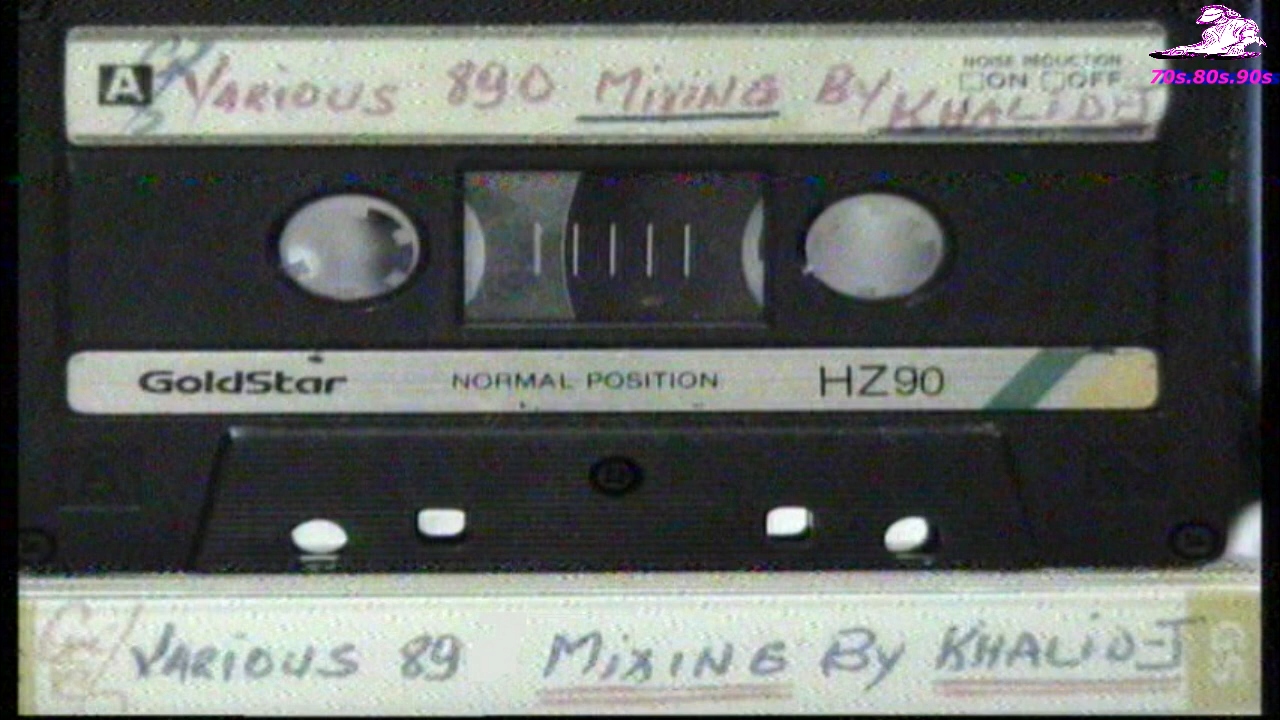 70s.80s.90s
A VARIOUS 890 MIXING BY KHALID-J
NOISE REDUCTION
ON OFF
GoldStar NORMAL POSITION HZ90
VARIOUS 89 MIXING BY KHALID-J
GS